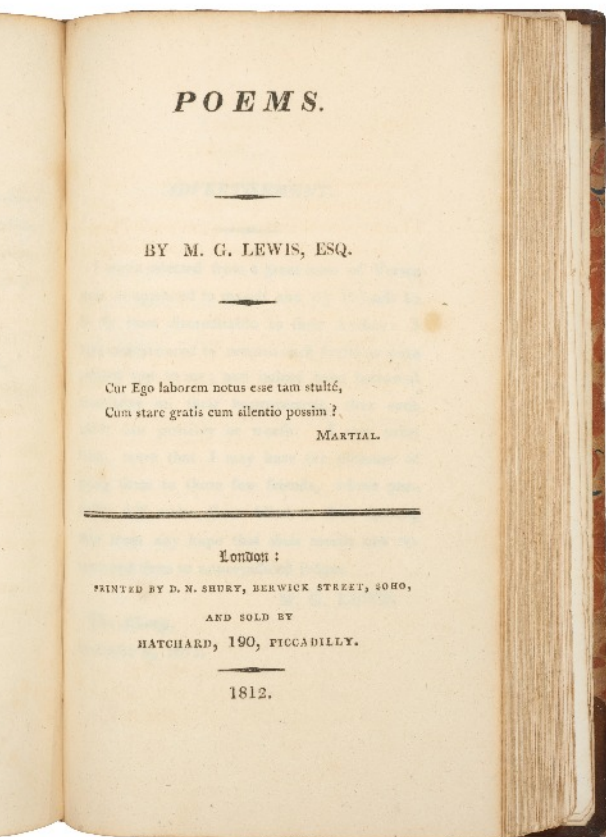 POEMS.
BY M. G. LEWIS, ESQ.
Cur Ego laborem notus esse tam stulté,
Cum stare gratis cum silentio possim ?
MARTIAL.
London :
PRINTED BY D. N. SHURY, BERWICK STREET, SOHO,
AND SOLD BY
HATCHARD, 190, PICCADILLY.
1812.